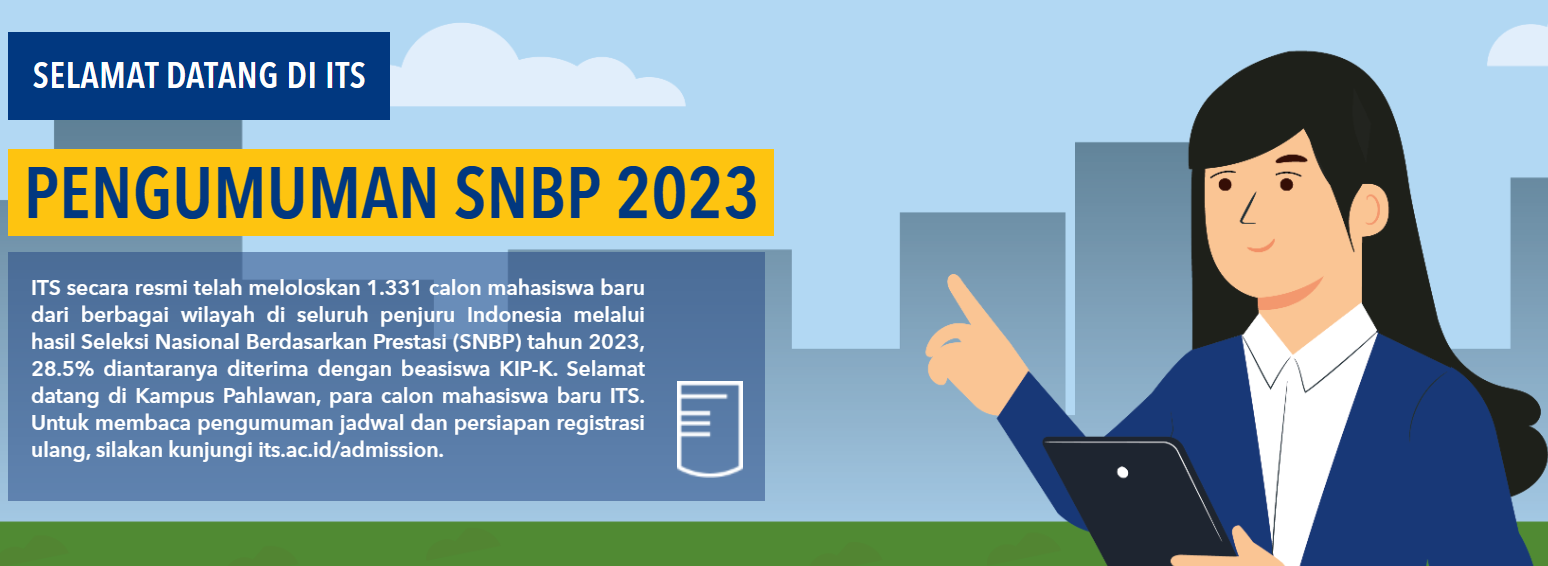 SELAMAT DATANG DI ITS
PENGUMUMAN SNBP 2023
ITS secara resmi telah meloloskan 1.331 calon mahasiswa baru
dari berbagai wilayah di seluruh penjuru Indonesia melalui
hasil Seleksi Nasional Berdasarkan Prestasi (SNBP) tahun 2023,
28.5% diantaranya diterima dengan beasiswa KIP-K. Selamat
datang di Kampus Pahlawan, para calon mahasiswa baru ITS.
Untuk membaca pengumuman jadwal dan persiapan registrasi
ulang, silakan kunjungi its.ac.id/admission.